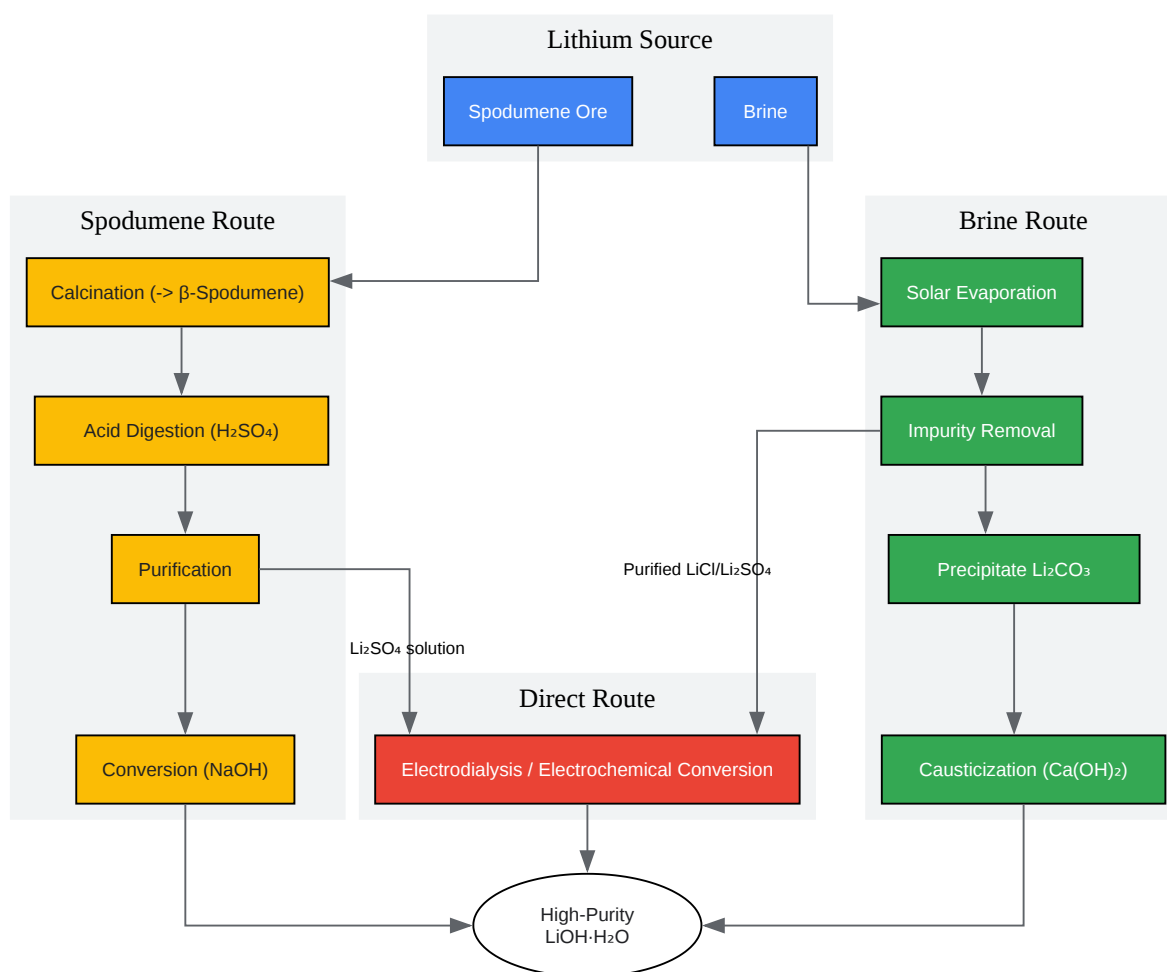 Lithium Source
Spodumene Ore
Brine
Spodumene Route
Brine Route
Calcination (-> β-Spodumene)
Solar Evaporation
Acid Digestion (H₂SO₄)
Impurity Removal
Purification
Purified LiCl/Li₂SO₄
Precipitate Li₂CO₃
Li₂SO₄ solution
Direct Route
Conversion (NaOH)
Electrodialysis / Electrochemical Conversion
Causticization (Ca(OH)₂)
High-Purity
LiOH·H₂O